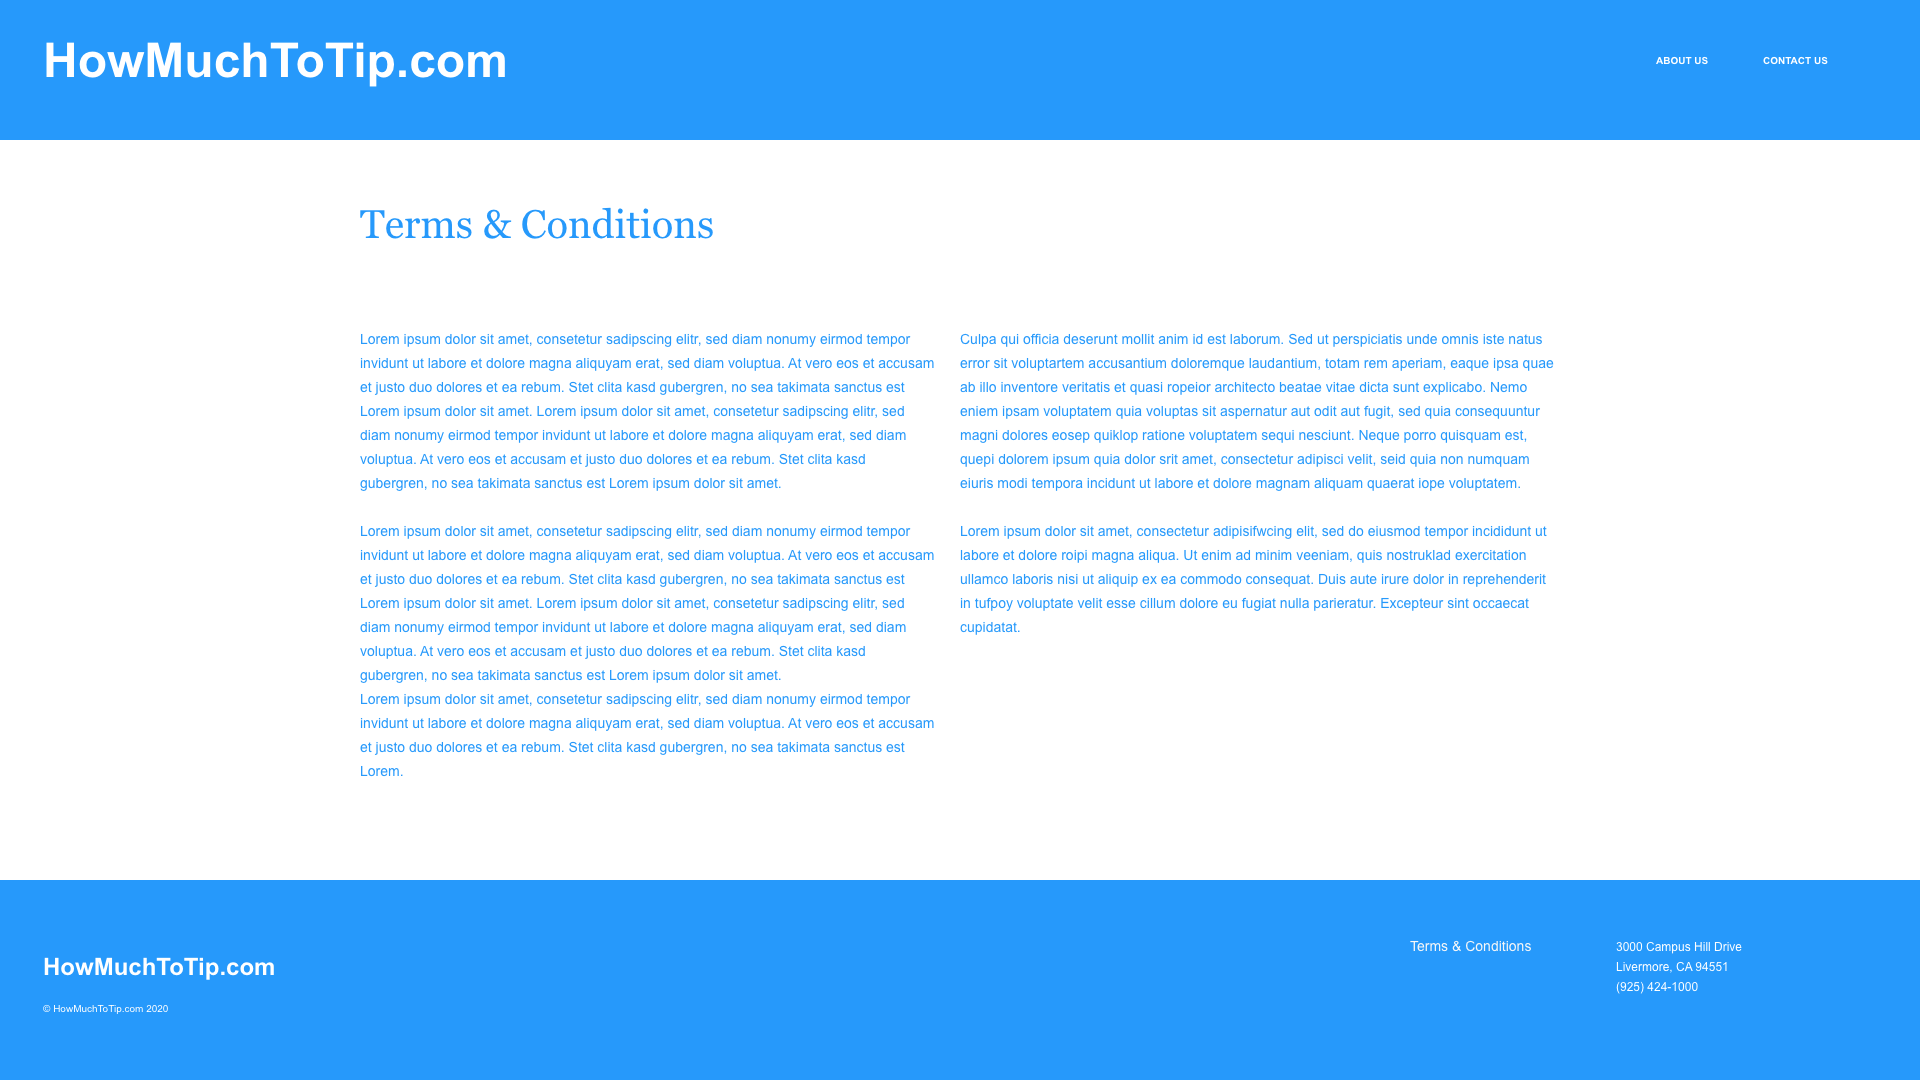 HowMuchToTip.com
ABOUT US
CONTACT US
Terms & Conditions
Lorem ipsum dolor sit amet, consetetur sadipscing elitr, sed diam nonumy eirmod tempor
invidunt ut labore et dolore magna aliquyam erat, sed diam voluptua. At vero eos et accusam
et justo duo dolores et ea rebum. Stet clita kasd gubergren, no sea takimata sanctus est
Lorem ipsum dolor sit amet. Lorem ipsum dolor sit amet, consetetur sadipscing elitr, sed
diam nonumy eirmod tempor invidunt ut labore et dolore magna aliquyam erat, sed diam
voluptua. At vero eos et accusam et justo duo dolores et ea rebum. Stet clita kasd
gubergren, no sea takimata sanctus est Lorem ipsum dolor sit amet.
Lorem ipsum dolor sit amet, consetetur sadipscing elitr, sed diam nonumy eirmod tempor
invidunt ut labore et dolore magna aliquyam erat, sed diam voluptua. At vero eos et accusam
et justo duo dolores et ea rebum. Stet clita kasd gubergren, no sea takimata sanctus est
Lorem ipsum dolor sit amet. Lorem ipsum dolor sit amet, consetetur sadipscing elitr, sed
diam nonumy eirmod tempor invidunt ut labore et dolore magna aliquyam erat, sed diam
voluptua. At vero eos et accusam et justo duo dolores et ea rebum. Stet clita kasd
gubergren, no sea takimata sanctus est Lorem ipsum dolor sit amet.
Lorem ipsum dolor sit amet, consetetur sadipscing elitr, sed diam nonumy eirmod tempor
invidunt ut labore et dolore magna aliquyam erat, sed diam voluptua. At vero eos et accusam
et justo duo dolores et ea rebum. Stet clita kasd gubergren, no sea takimata sanctus est
Lorem.
Culpa qui officia deserunt mollit anim id est laborum. Sed ut perspiciatis unde omnis iste natus
error sit voluptartem accusantium doloremque laudantium, totam rem aperiam, eaque ipsa quae
ab illo inventore veritatis et quasi ropeior architecto beatae vitae dicta sunt explicabo. Nemo
eniem ipsam voluptatem quia voluptas sit aspernatur aut odit aut fugit, sed quia consequuntur
magni dolores eosep quiklop ratione voluptatem sequi nesciunt. Neque porro quisquam est,
quepi dolorem ipsum quia dolor srit amet, consectetur adipisci velit, seid quia non numquam
eiuris modi tempora incidunt ut labore et dolore magnam aliquam quaerat iope voluptatem.
Lorem ipsum dolor sit amet, consectetur adipisifwcing elit, sed do eiusmod tempor incididunt ut
labore et dolore roipi magna aliqua. Ut enim ad minim veeniam, quis nostruklad exercitation
ullamco laboris nisi ut aliquip ex ea commodo consequat. Duis aute irure dolor in reprehenderit
in tufpoy voluptate velit esse cillum dolore eu fugiat nulla parieratur. Excepteur sint occaecat
cupidatat.
HowMuchToTip.com
© HowMuchToTip.com 2020
Terms & Conditions
3000 Campus Hill Drive
Livermore, CA 94551
(925) 424-1000